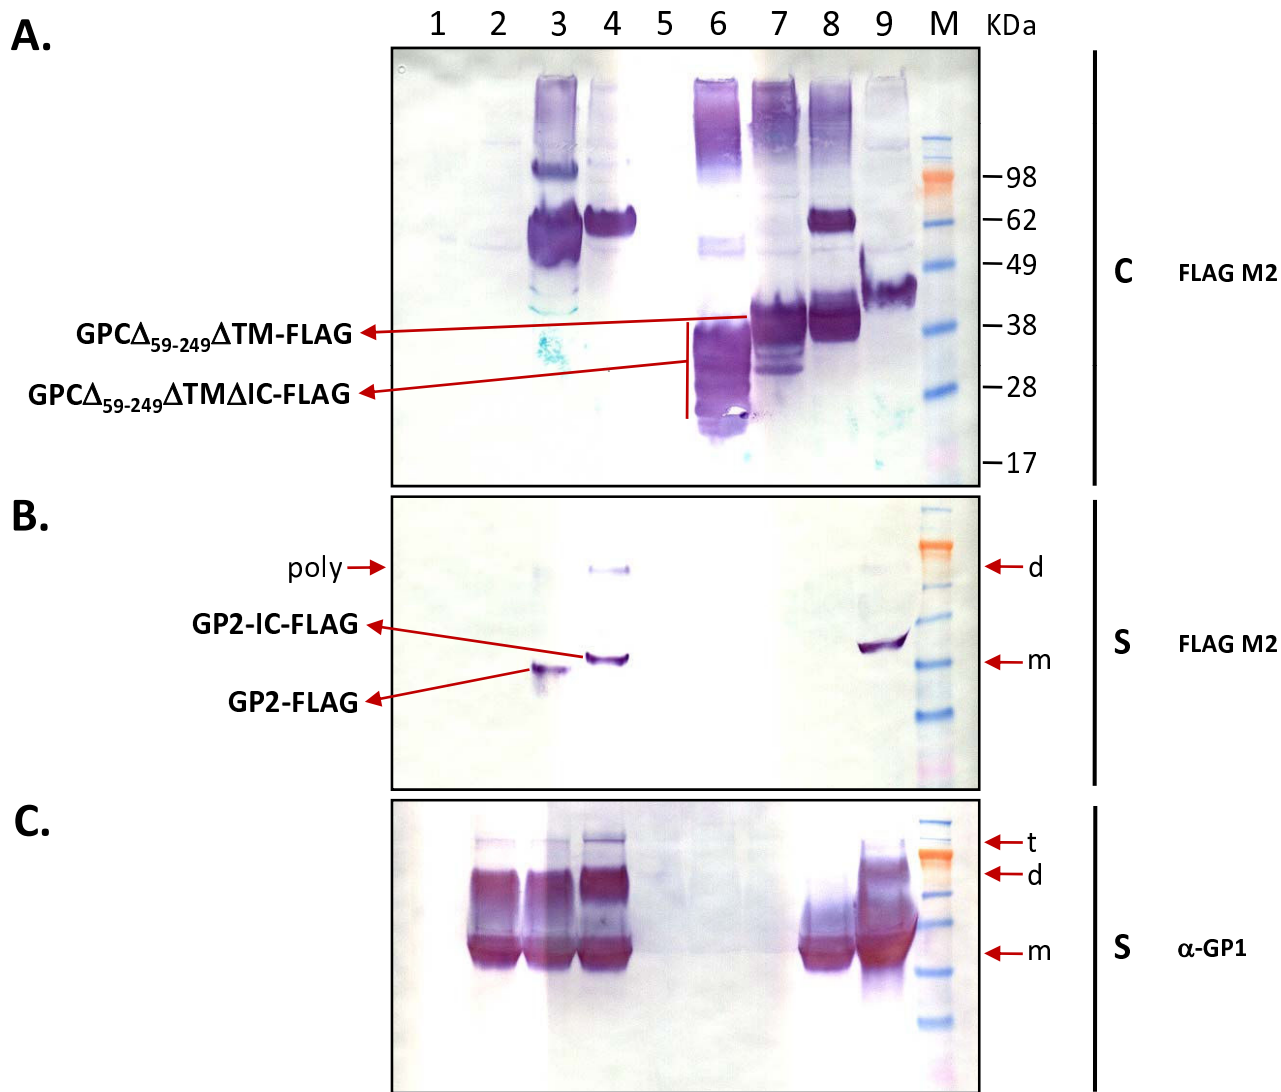 A.
1 2 3 4 5 6 7 8 9 M KDa
98
62
49
38
28
17
GPCΔ59-249ΔTM-FLAG
GPCΔ59-249ΔTMΔIC-FLAG
C FLAG M2
B.
poly
d
GP2-IC-FLAG
m
GP2-FLAG
S FLAG M2
C.
t
d
m
S α-GP1